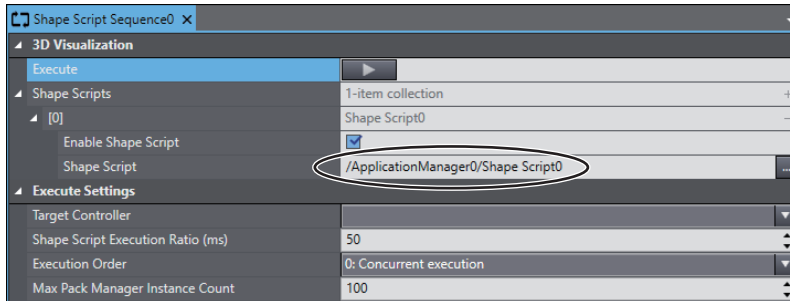 Shape Script Sequence0
3D Visualization
Execute
Shape Scripts 1-item collection
[0] Shape Script0
Enable Shape Script
Shape Script /ApplicationManager0/Shape Script0 ...
Execute Settings
Target Controller
Shape Script Execution Ratio (ms) 50
Execution Order 0: Concurrent execution
Max Pack Manager Instance Count 100